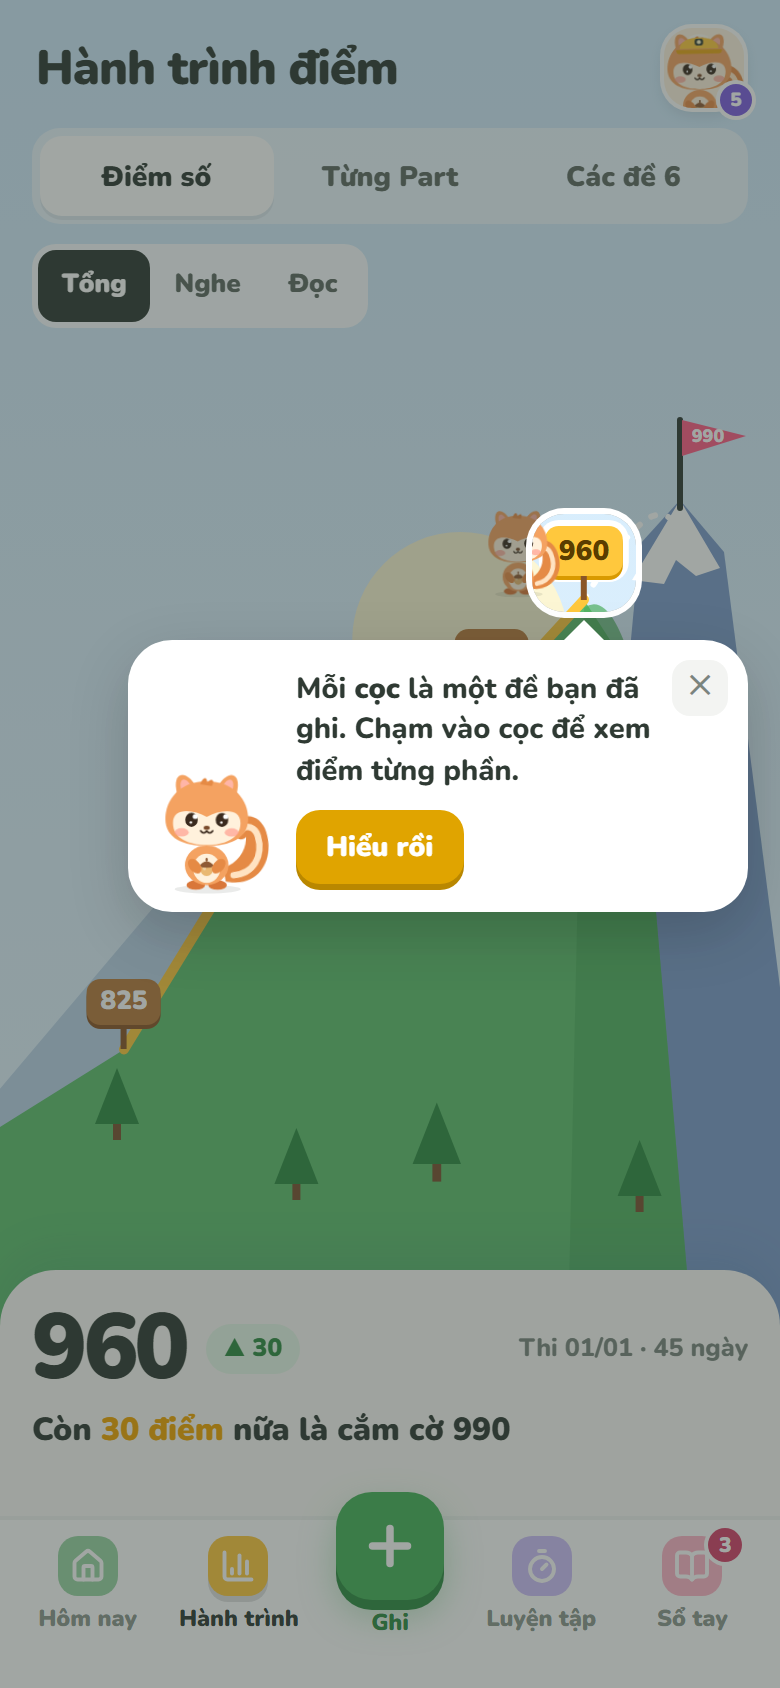 Hành trình điểm
5
Điểm số
Từng Part
Các đề 6
Tổng
Nghe
Đọc
990
960
Mỗi cọc là một đề bạn đã
ghi. Chạm vào cọc để xem
điểm từng phần.
Hiểu rồi
825
960
▲ 30
Thi 01/01 · 45 ngày
Còn 30 điểm nữa là cắm cờ 990
3
Hôm nay
Hành trình
Ghi
Luyện tập
Sổ tay